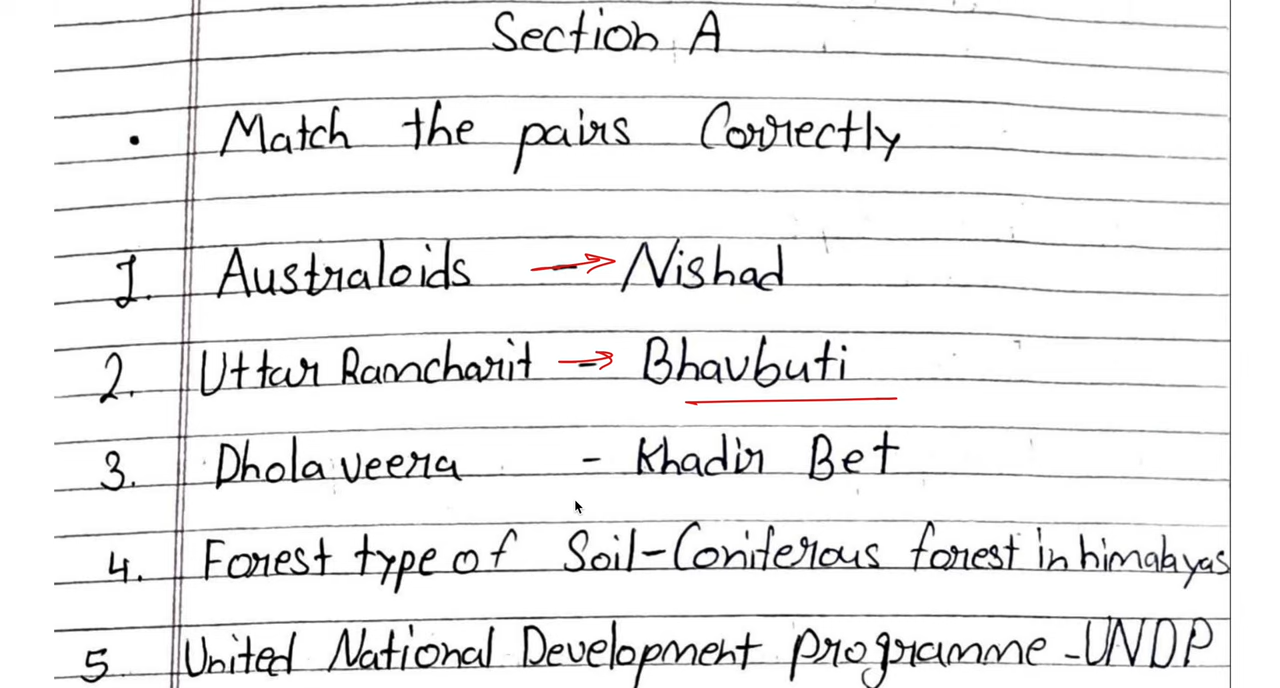 Section A
• Match the pairs Correctly
1. Australoids → Nishad
2. Uttar Ramcharit → Bhavbuti
3. Dholaveera - Khadir Bet
4. Forest type of Soil-Coniferous forest in himalayas
5 United National Development programme - UNDP